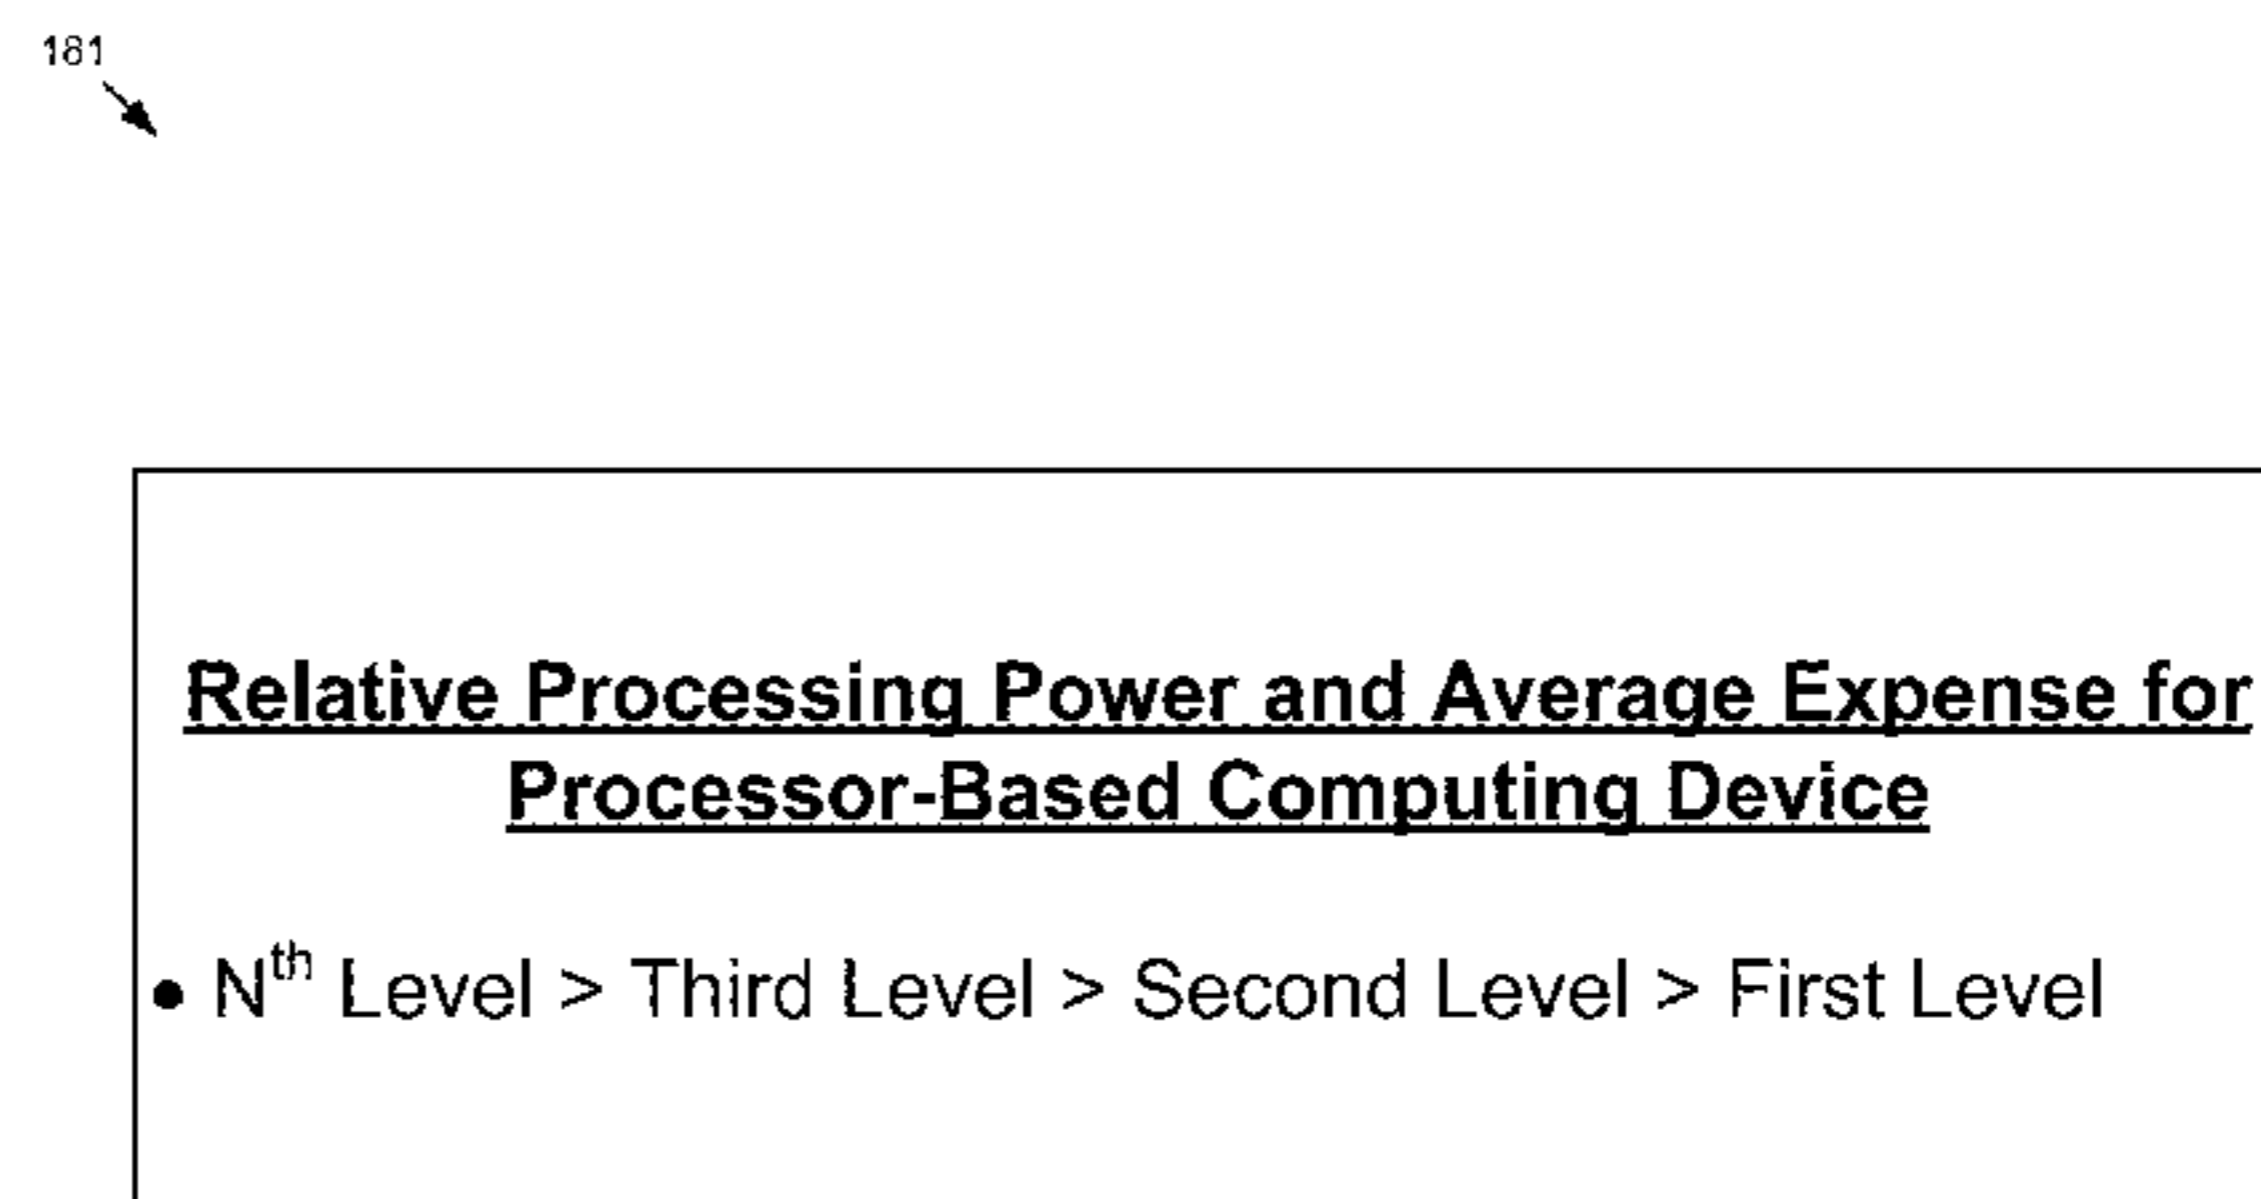 181
Relative Processing Power and Average Expense for
Processor-Based Computing Device
• Nth Level > Third Level > Second Level > First Level